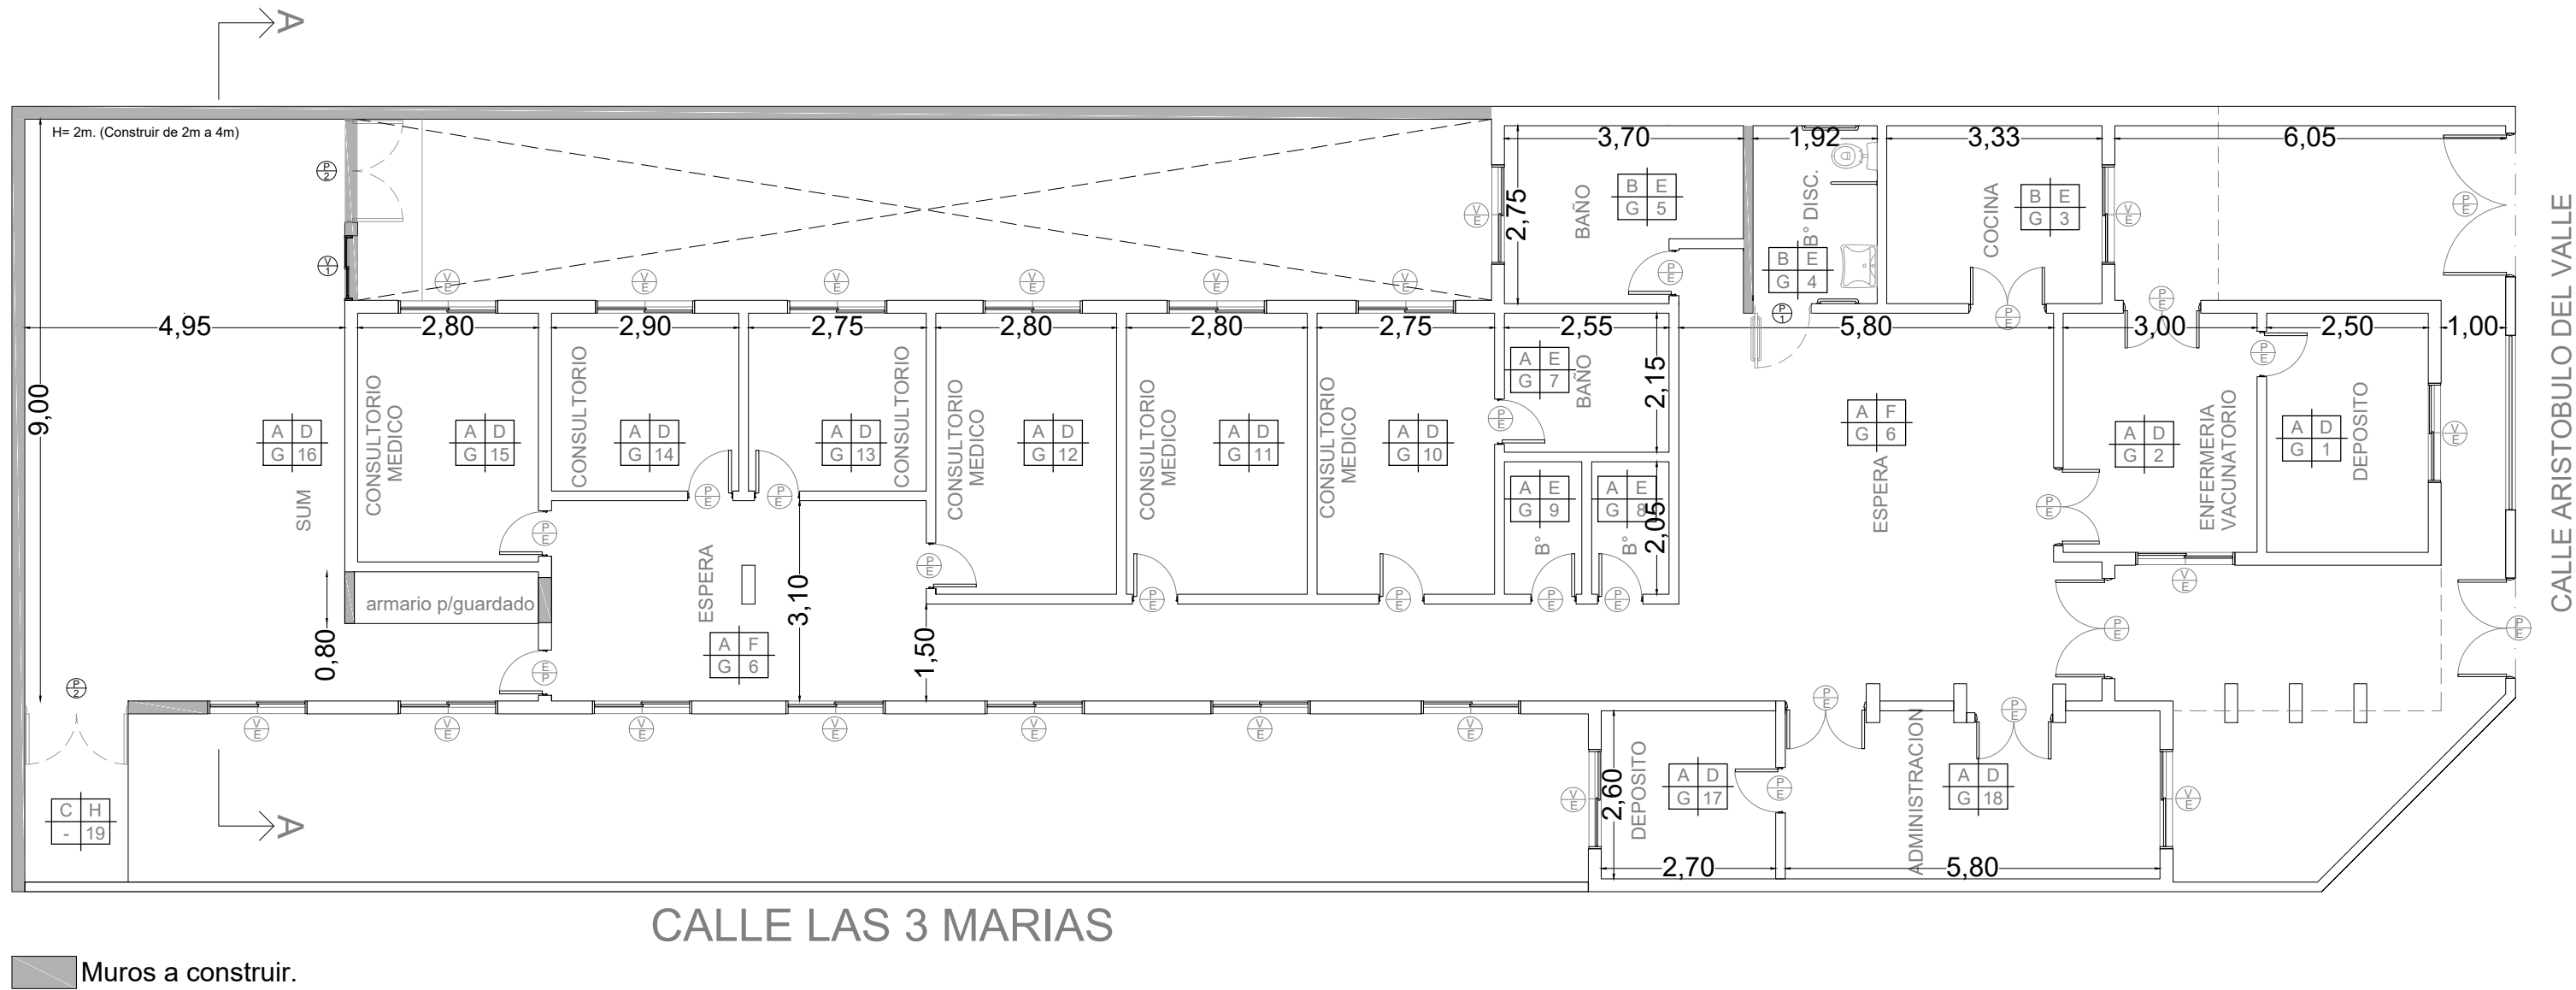 A
H= 2m. (Construir de 2m a 4m)
P
2
V
1
9,00
4,95
2,80
2,90
2,75
2,80
2,80
2,75
2,55
5,80
3,00
2,50
1,00
3,70
1,92
3,33
6,05
2,75
2,15
2,05
V
E
V
E
V
E
V
E
V
E
V
E
V
E
BAÑO
B E
G 5
P
E
B° DISC.
B E
G 4
P
1
COCINA
B E
G 3
P
E
V
E
P
E
P
E
CALLE ARISTOBULO DEL VALLE
SUM
A D
G 16
CONSULTORIO
MEDICO
A D
G 15
CONSULTORIO
A D
G 14
CONSULTORIO
A D
G 13
CONSULTORIO
MEDICO
A D
G 12
CONSULTORIO
MEDICO
A D
G 11
CONSULTORIO
MEDICO
A D
G 10
BAÑO
A E
G 7
P
E
B°
A E
G 9
B°
A E
G 8
ESPERA
A F
G 6
ENFERMERIA
VACUNATORIO
A D
G 2
P
E
DEPOSITO
A D
G 1
V
E
P
E
P
E
P
E
P
E
P
E
P
E
P
E
P
E
P
E
V
E
P
E
P
E
armario p/guardado
0,80
E
P
ESPERA
A F
G 6
3,10
1,50
P
2
V
E
V
E
V
E
V
E
V
E
V
E
V
E
P
E
P
E
C H
- 19
A
V
E
2,60
DEPOSITO
A D
G 17
2,70
P
E
ADMINISTRACION
A D
G 18
5,80
V
E
CALLE LAS 3 MARIAS
Muros a construir.